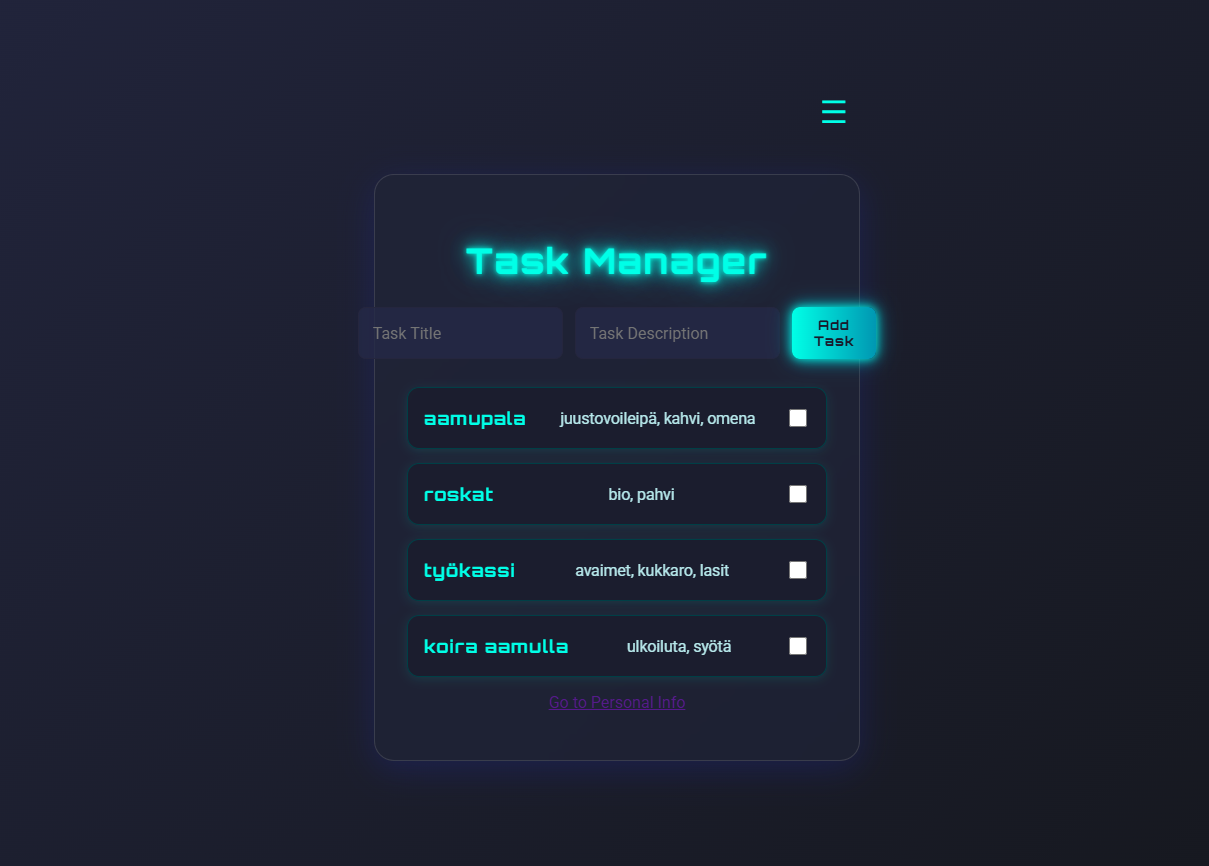 ☰
Task Manager
Task Title
Task Description
Add
Task
aamupala
juustovoileipä, kahvi, omena
roskat
bio, pahvi
työkassi
avaimet, kukkaro, lasit
koira aamulla
ulkoiluta, syötä
Go to Personal Info